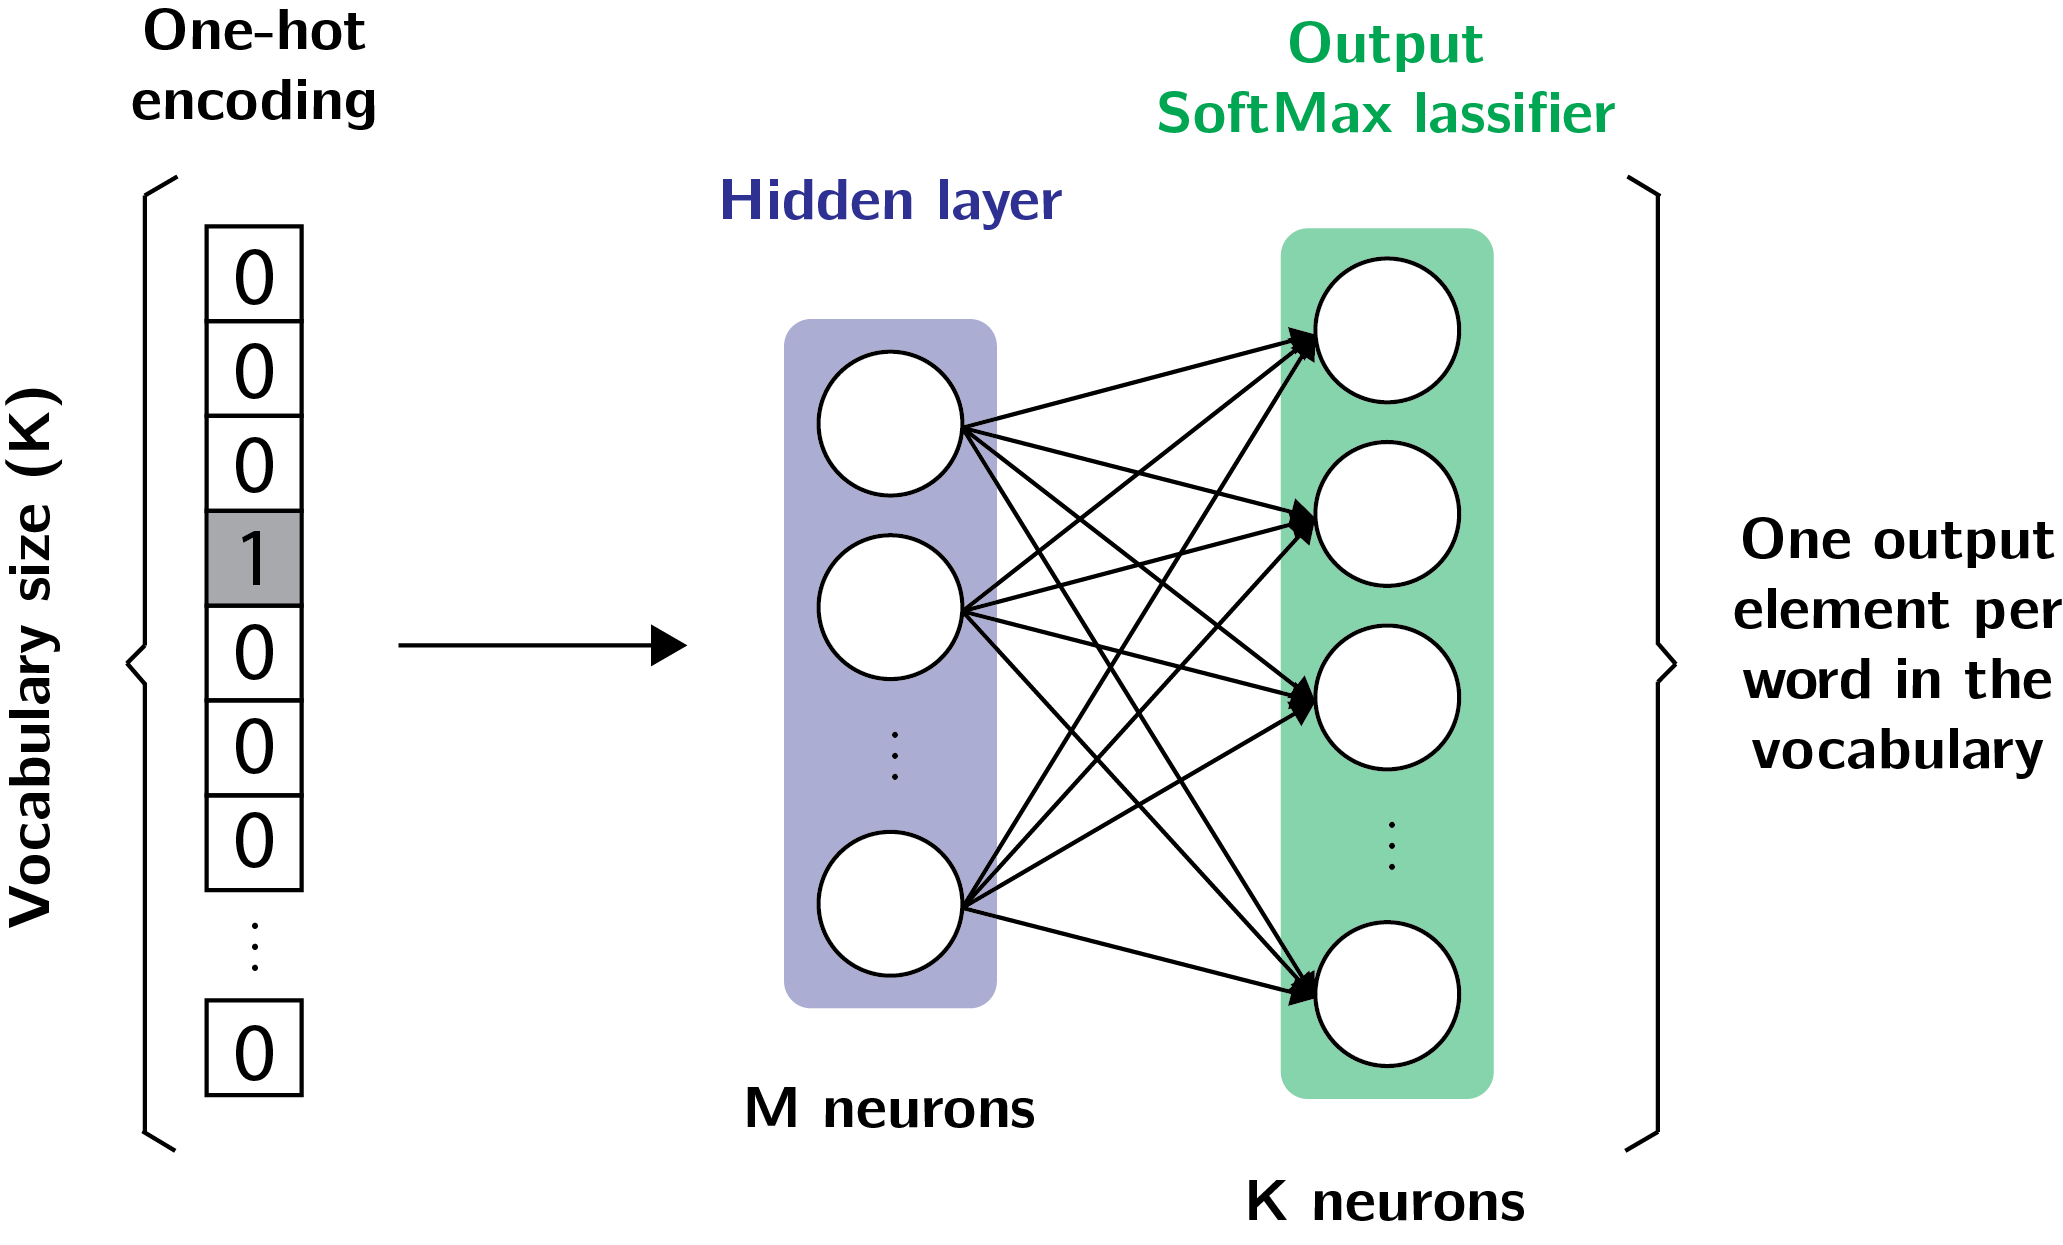 One-hot
encoding
Output
SoftMax lassifier
Hidden layer
Vocabulary size (K)
0
0
0
1
0
0
0
⋮
0
⋮
⋮
One output
element per
word in the
vocabulary
M neurons
K neurons